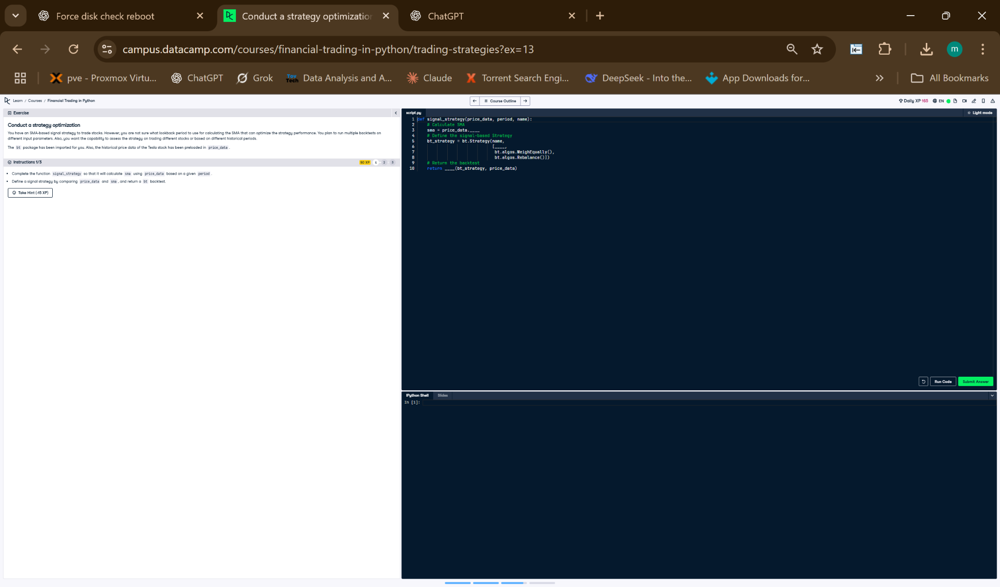 Force disk check reboot
Conduct a strategy optimization
ChatGPT
campus.datacamp.com/courses/financial-trading-in-python/trading-strategies?ex=13
m
pve - Proxmox Virtu...
ChatGPT
Grok
Tov Tech
Data Analysis and A...
Claude
Torrent Search Engi...
DeepSeek - Into the...
App Downloads for...
All Bookmarks
Learn / Courses / Financial Trading in Python
Course Outline
Daily XP 165
EN
Exercise
Conduct a strategy optimization
You have an SMA-based signal strategy to trade stocks. However, you are not sure what lookback period to use for calculating the SMA that can optimize the strategy performance. You plan to run multiple backtests on
different input parameters. Also, you want the capability to assess the strategy on trading different stocks or based on different historical periods.
The bt package has been imported for you. Also, the historical price data of the Tesla stock has been preloaded in price_data .
Instructions 1/3
50 XP
1
2
3
• Complete the function signal_strategy so that it will calculate sma using price_data based on a given period .
• Define a signal strategy by comparing price_data and sma , and return a bt backtest.
Take Hint (-15 XP)
script.py
Light mode
1 def signal_strategy(price_data, period, name):
2 # Calculate SMA
3 sma = price_data.____
4 # Define the signal-based Strategy
5 bt_strategy = bt.Strategy(name,
6 [____,
7 bt.algos.WeighEqually(),
8 bt.algos.Rebalance()])
9 # Return the backtest
10 return ____(bt_strategy, price_data)
Run Code
Submit Answer
IPython Shell
Slides
In [1]: